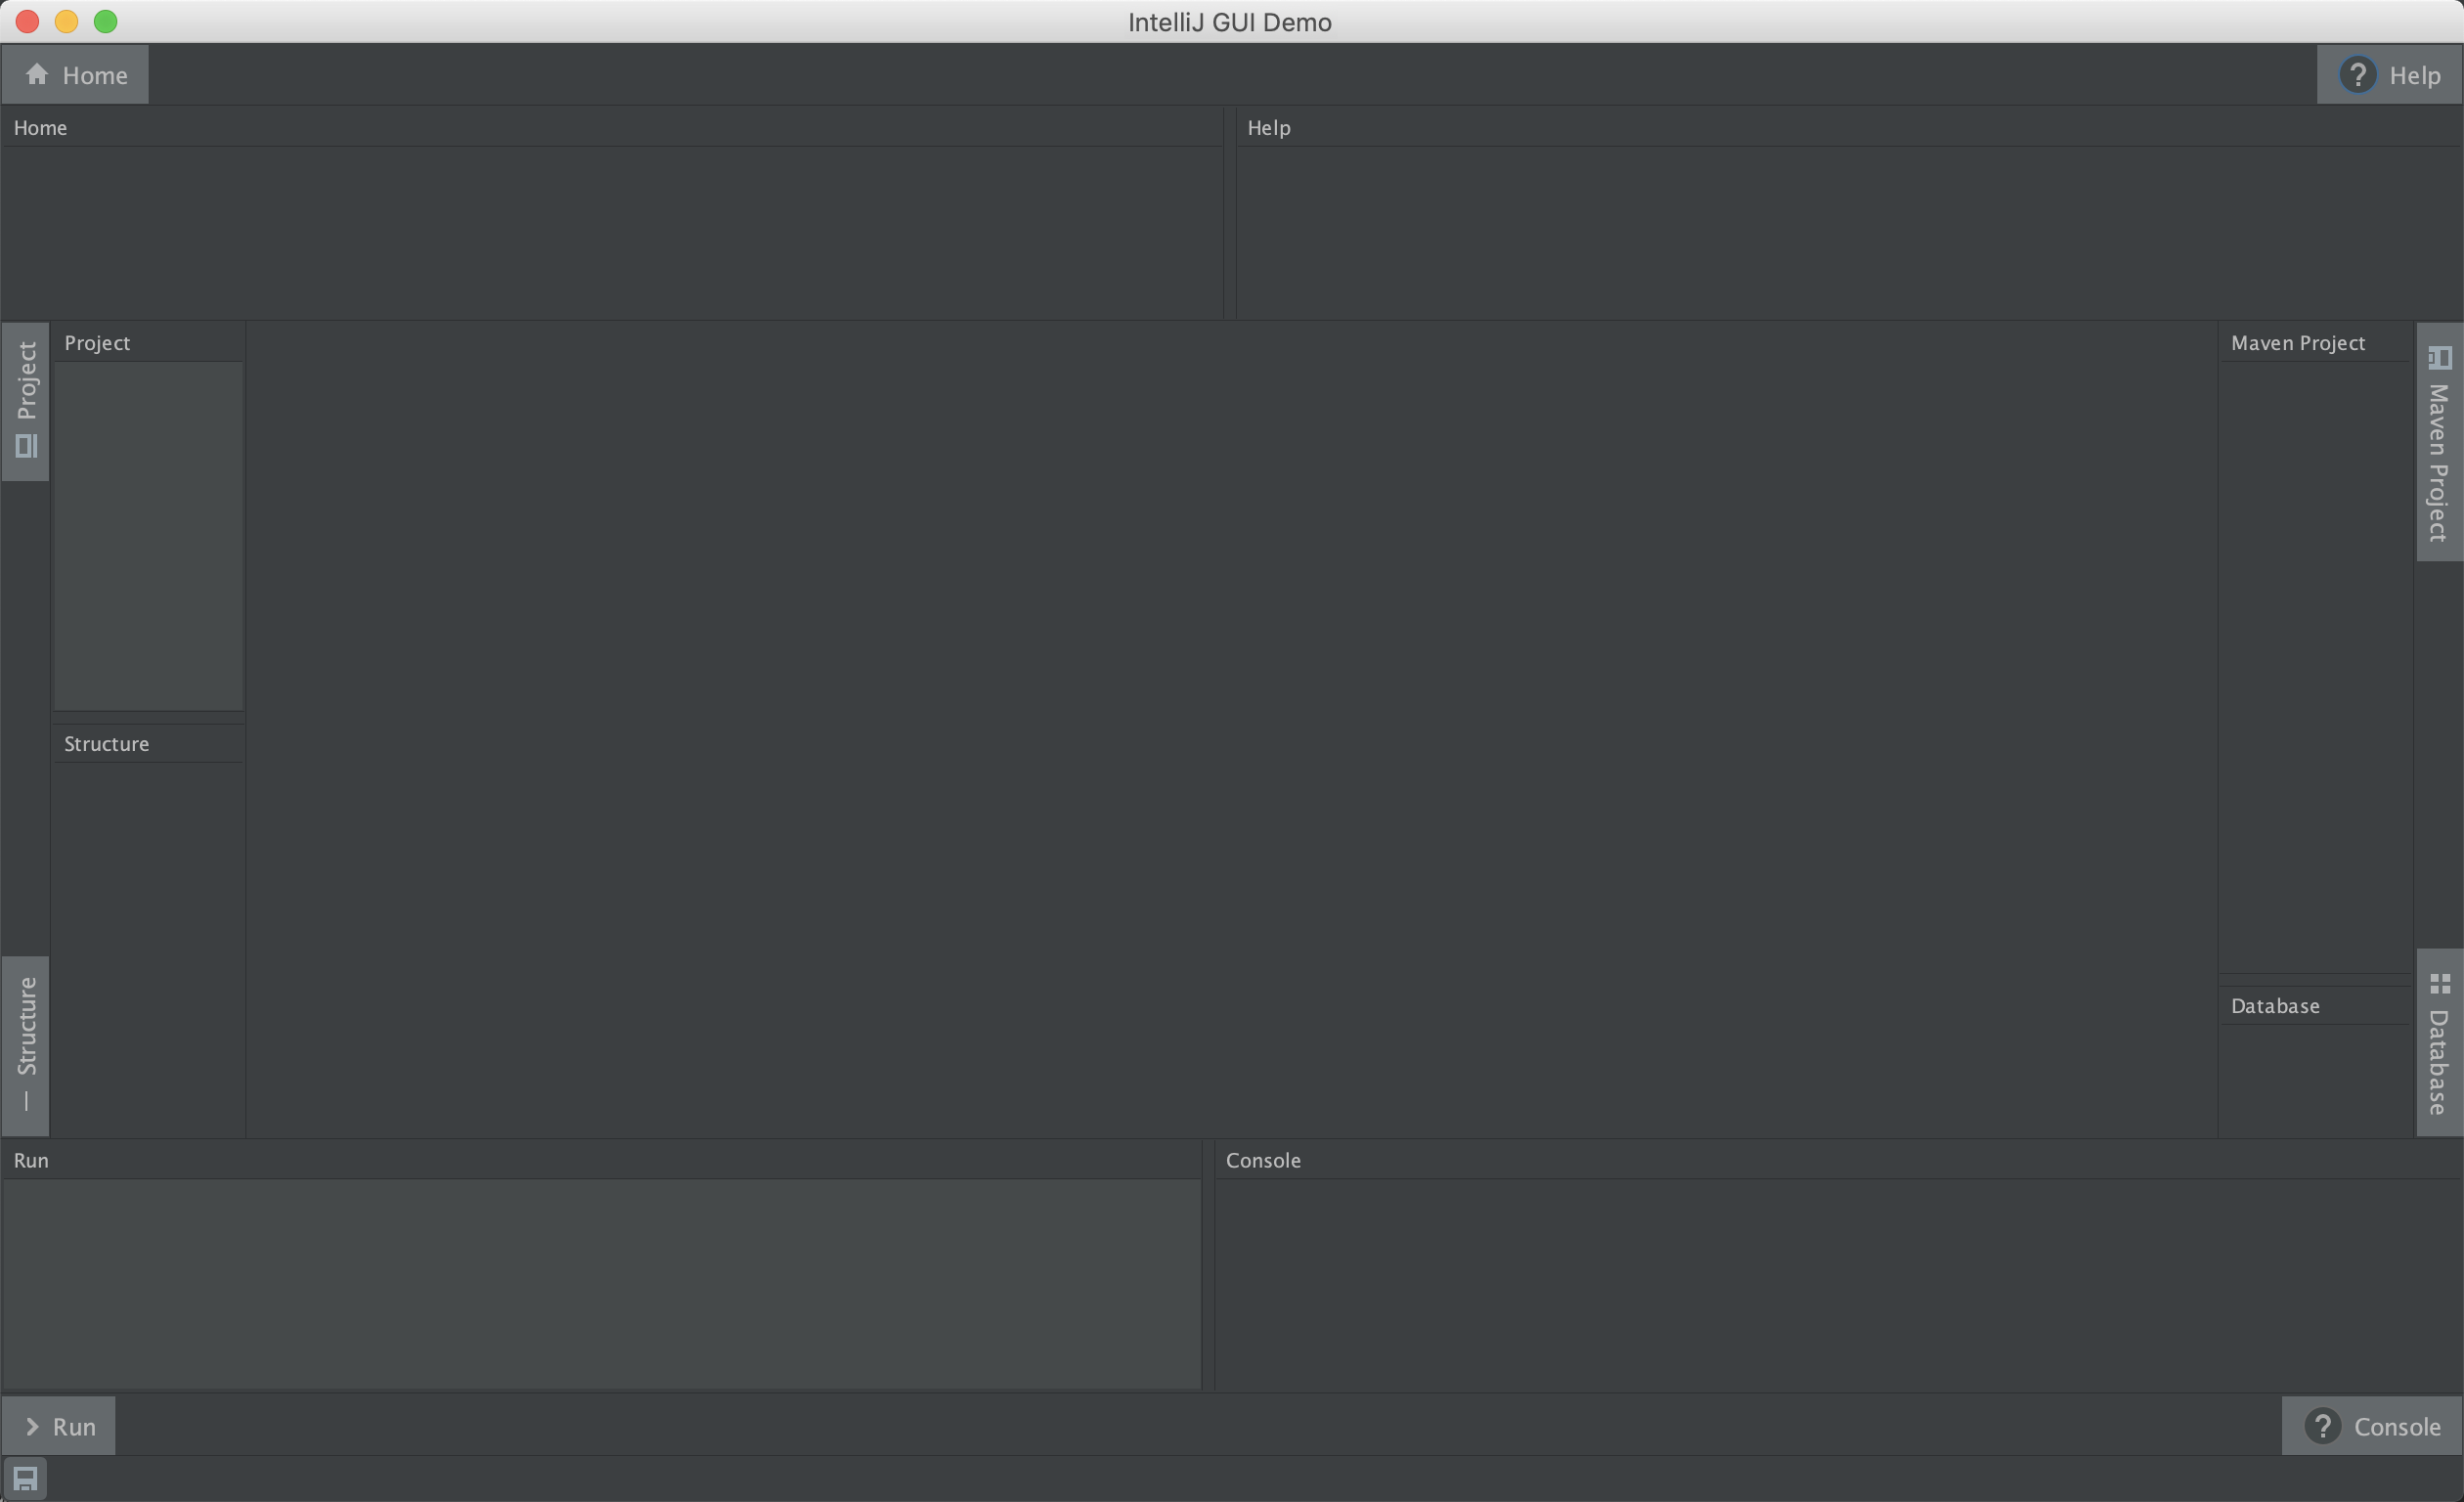 IntelliJ GUI Demo
Home
Help
Home
Help
Project
Project
Maven Project
Maven Project
Structure
Structure
Database
Database
Run
Console
Run
Console